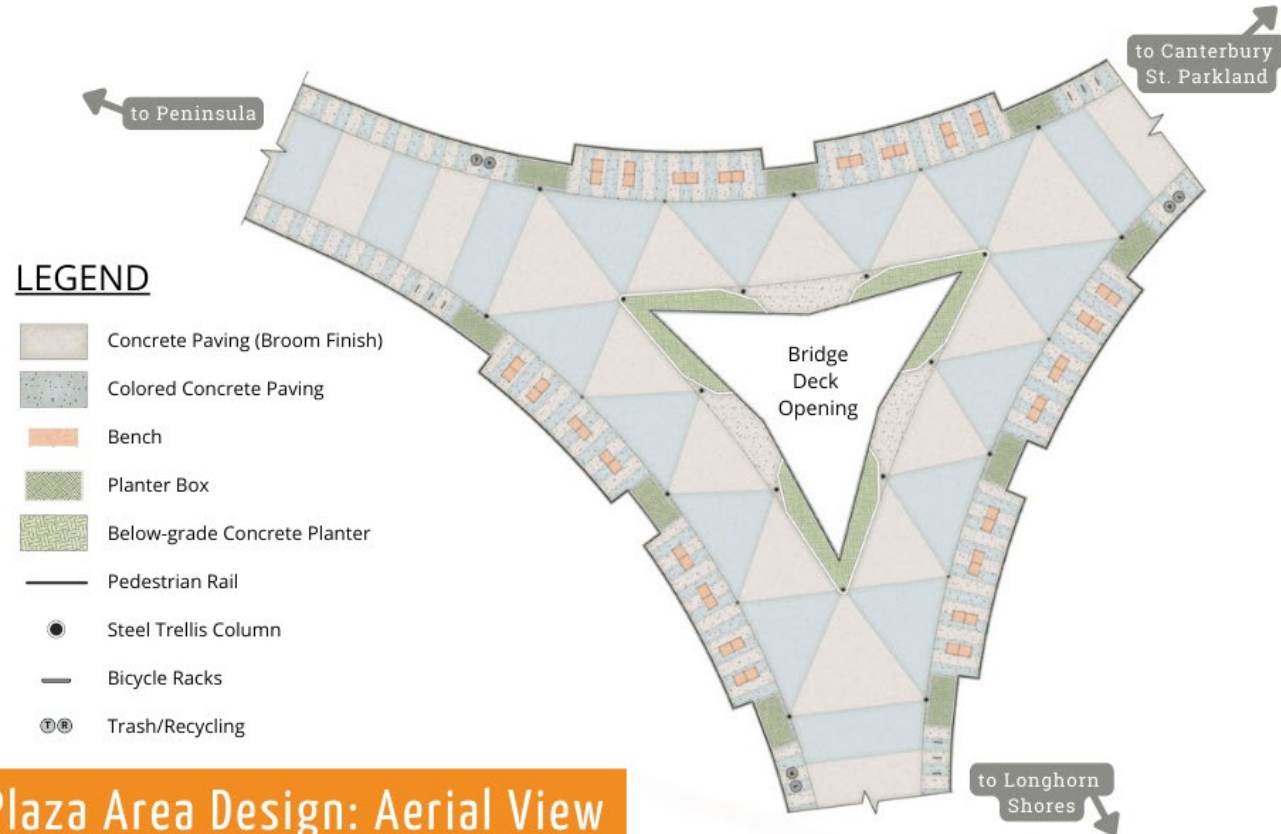 to Canterbury
St. Parkland
to Peninsula
LEGEND
Concrete Paving (Broom Finish)
Colored Concrete Paving
Bench
Planter Box
Below-grade Concrete Planter
Pedestrian Rail
Steel Trellis Column
Bicycle Racks
T R Trash/Recycling
Bridge
Deck
Opening
to Longhorn
Shores
Plaza Area Design: Aerial View